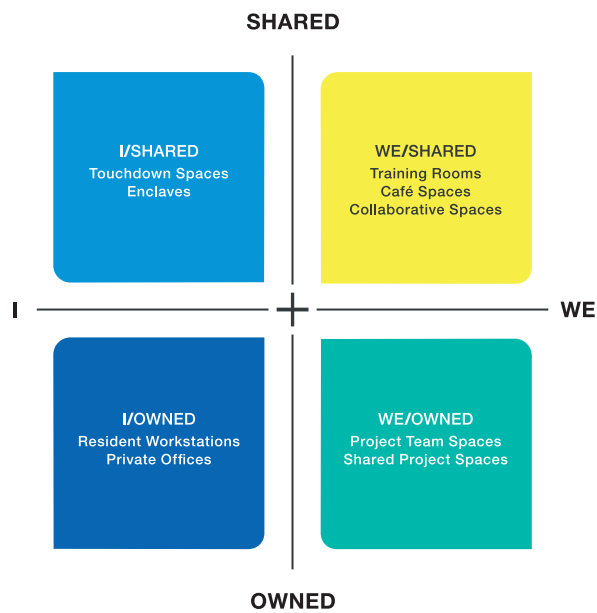 SHARED
I/SHARED
Touchdown Spaces
Enclaves
WE/SHARED
Training Rooms
Café Spaces
Collaborative Spaces
I
WE
I/OWNED
Resident Workstations
Private Offices
WE/OWNED
Project Team Spaces
Shared Project Spaces
OWNED